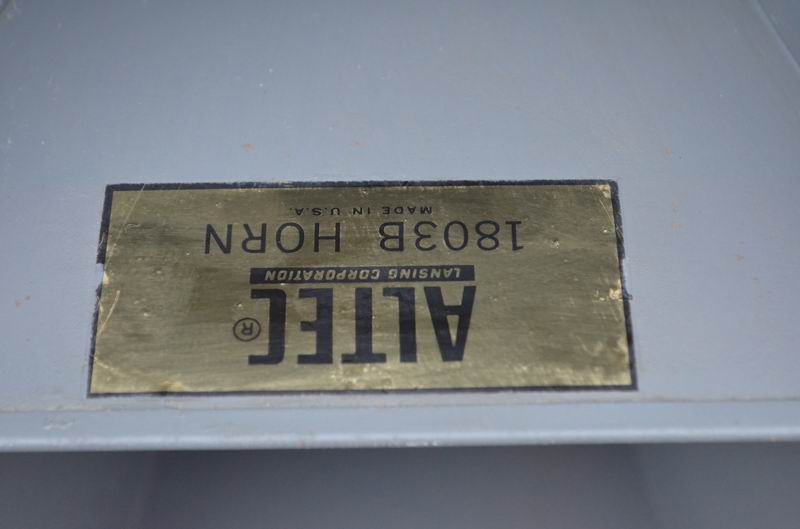 ALTEC®
LANSING CORPORATION
1803B HORN
MADE IN U.S.A.